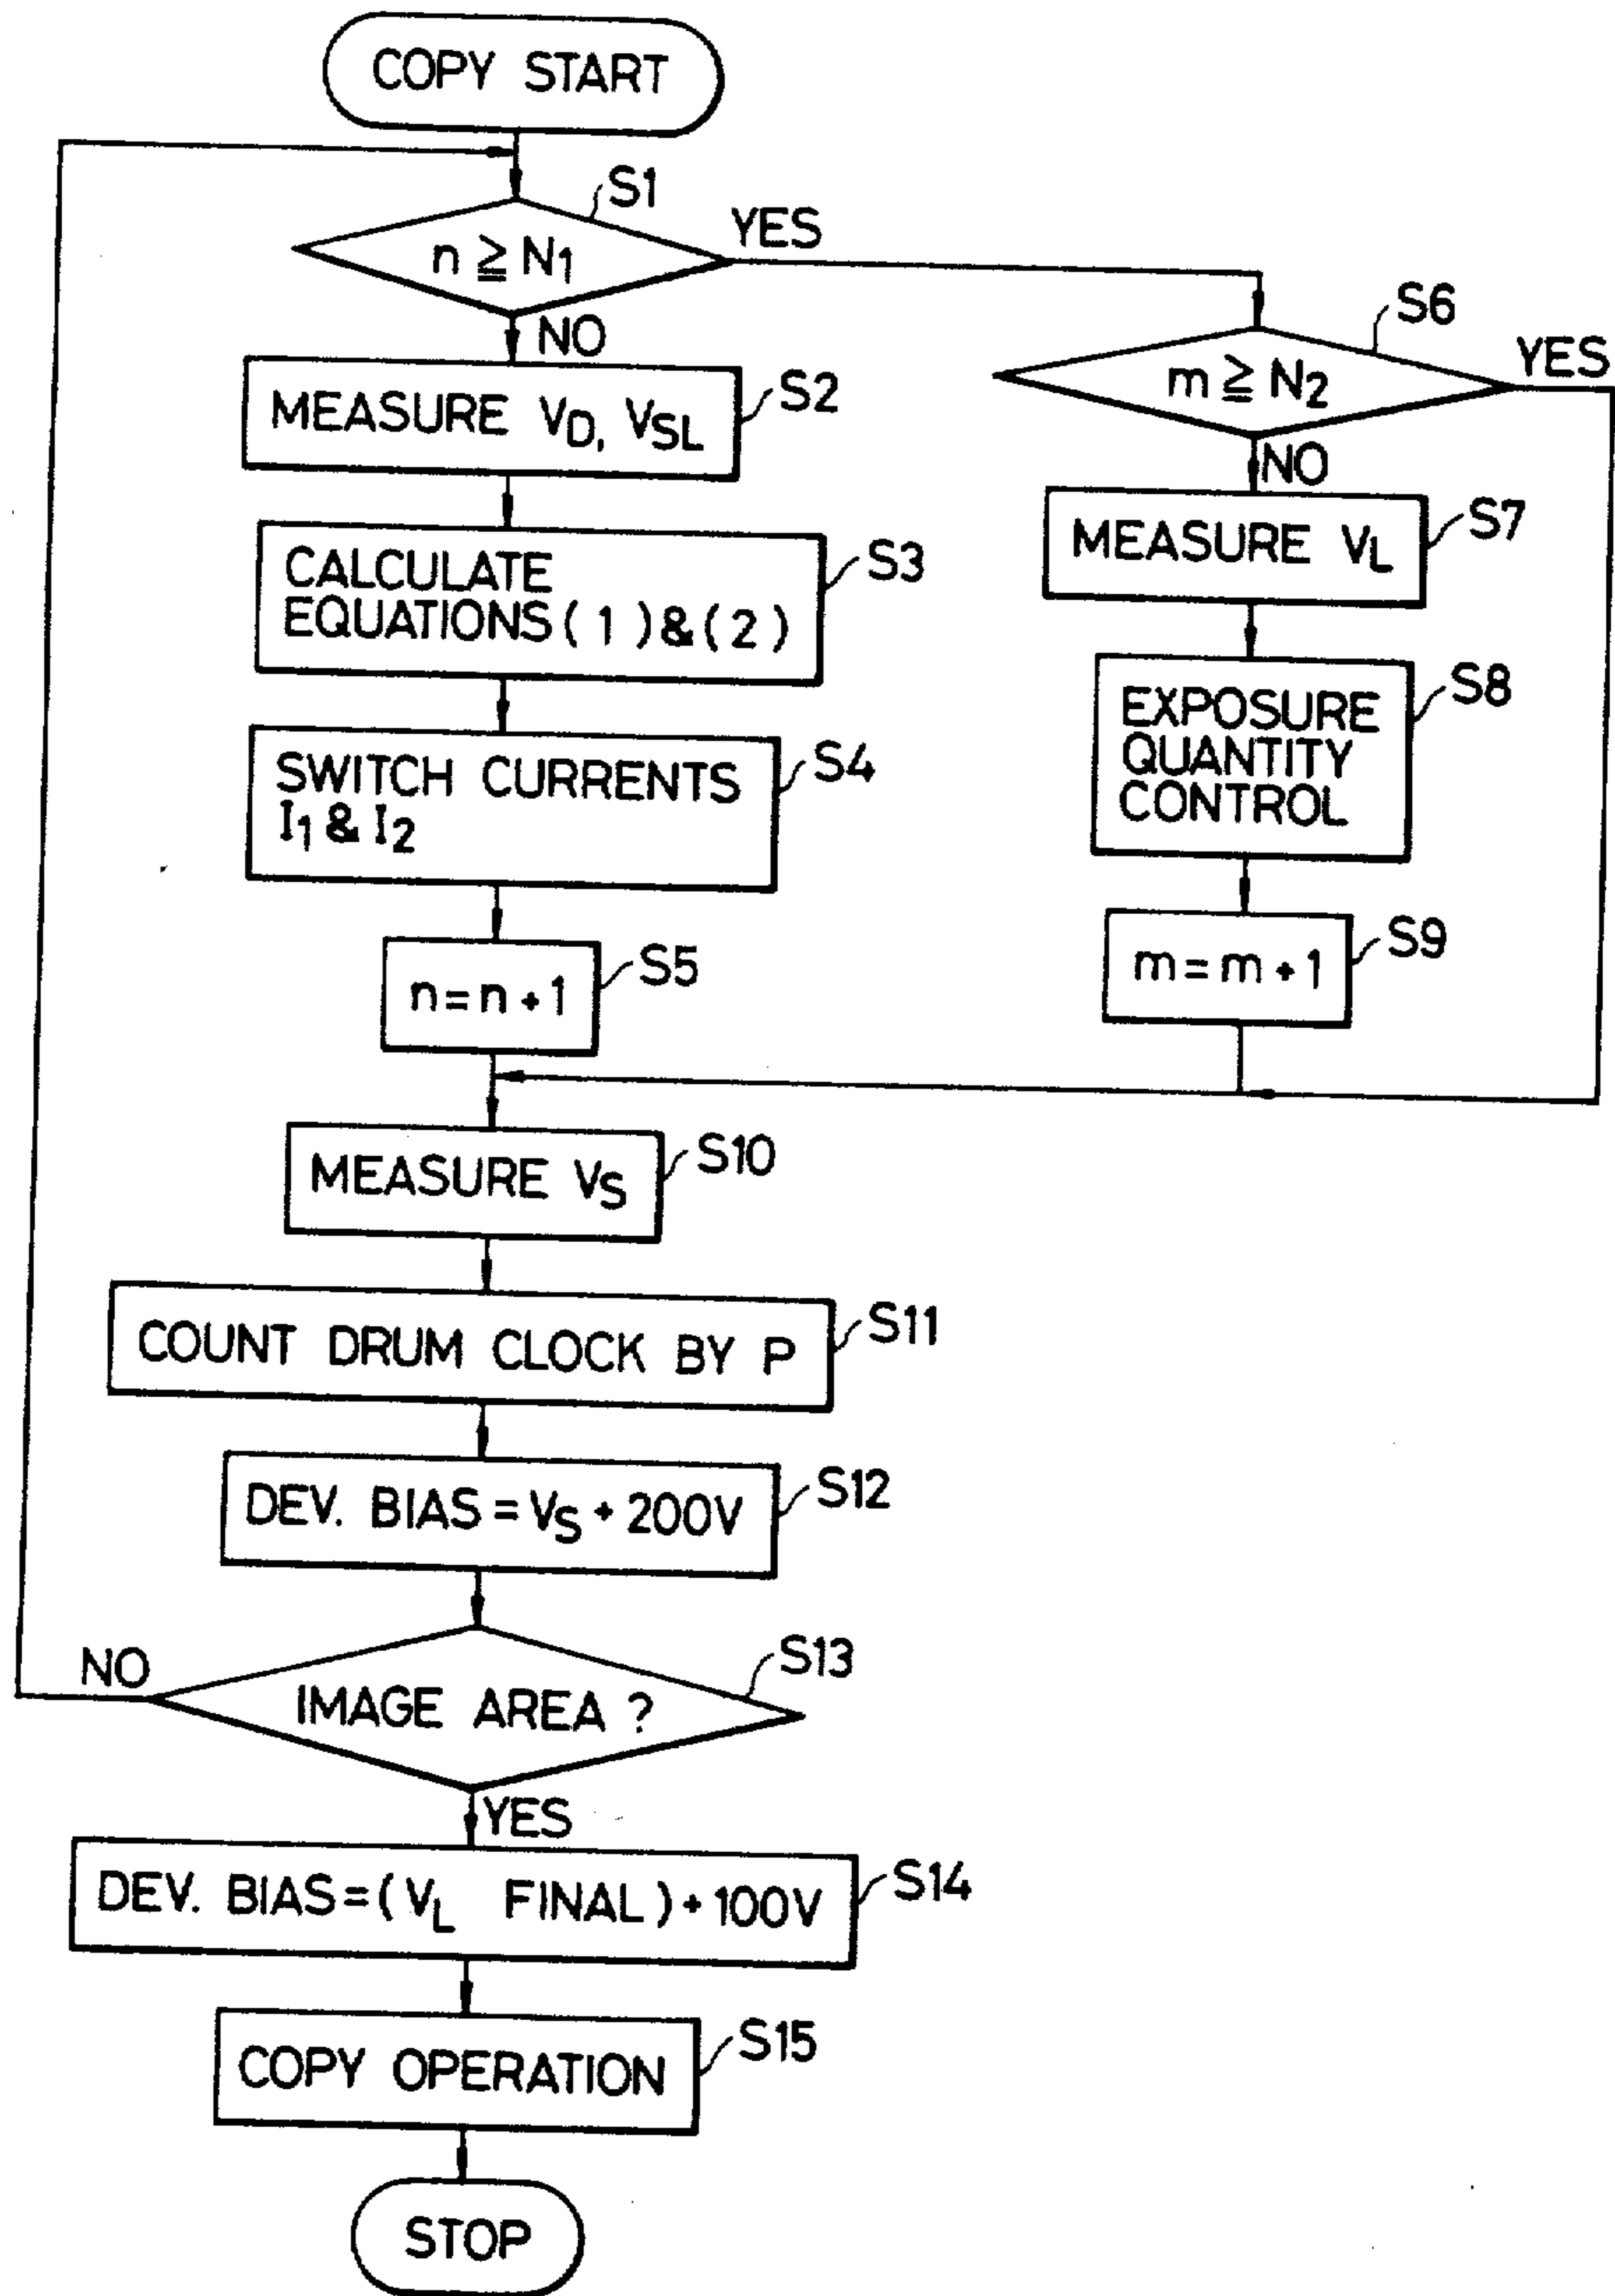 COPY START
S1
n ≧ N1
YES
NO
S6
m ≧ N2
YES
NO
MEASURE VD, VSL
S2
MEASURE VL
S7
CALCULATE
EQUATIONS (1) & (2)
S3
EXPOSURE
QUANTITY
CONTROL
S8
SWITCH CURRENTS
I1 & I2
S4
n = n + 1
S5
m = m + 1
S9
MEASURE VS
S10
COUNT DRUM CLOCK BY P
S11
DEV. BIAS = VS + 200V
S12
IMAGE AREA ?
S13
NO
YES
DEV. BIAS = (VL FINAL) + 100V
S14
COPY OPERATION
S15
STOP